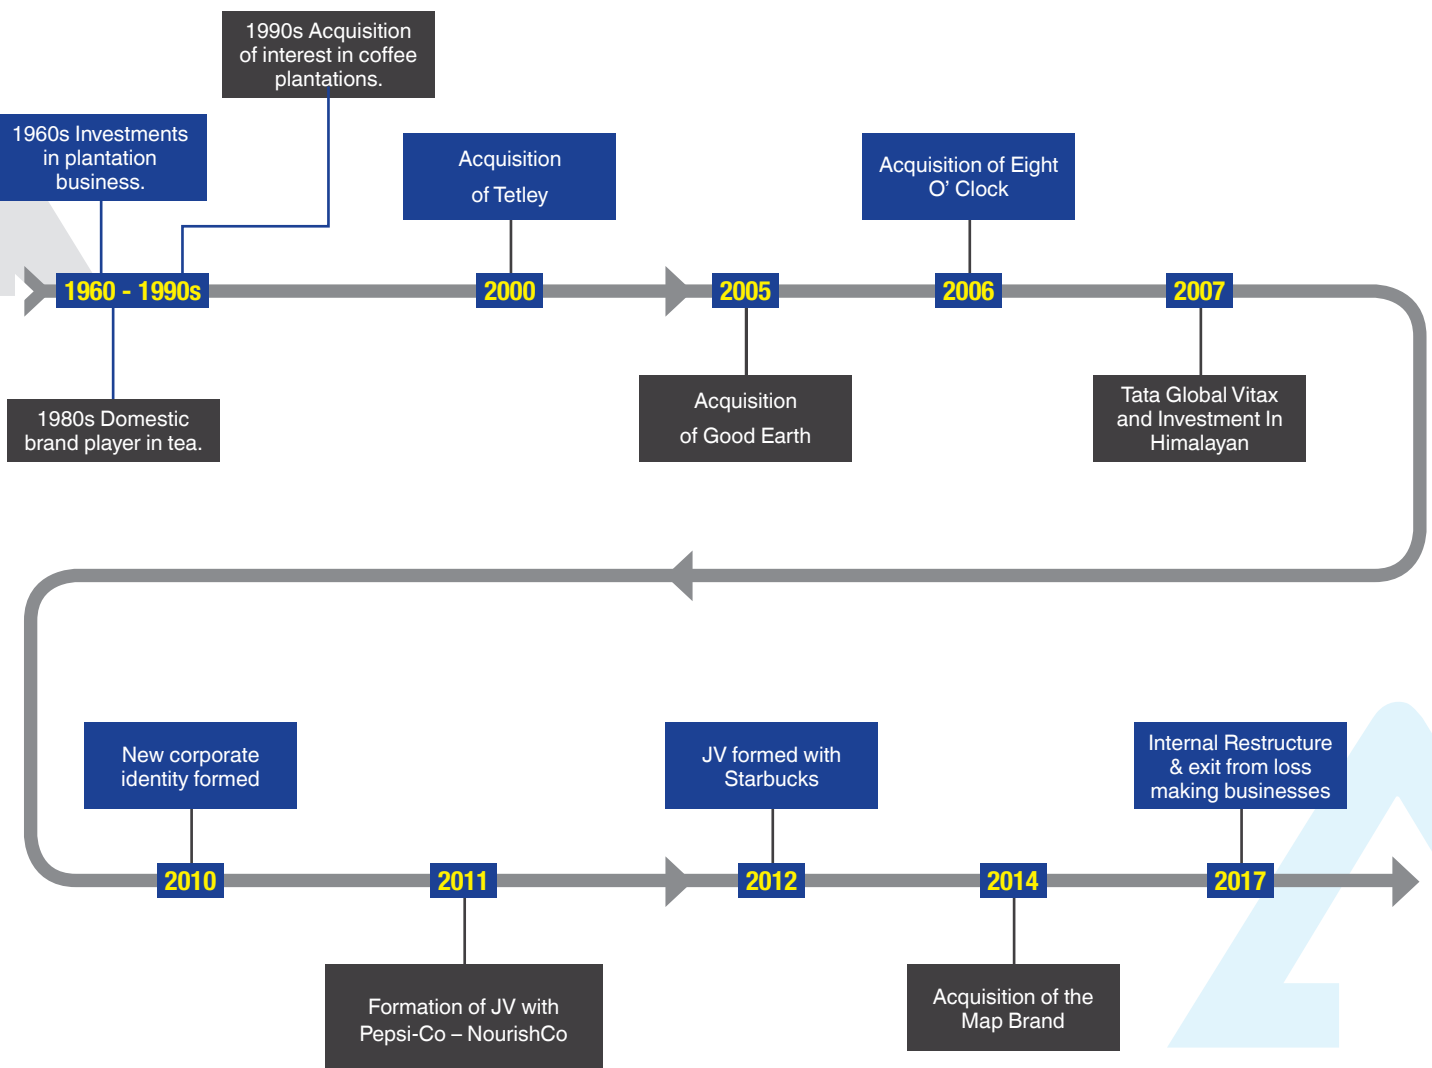 1990s Acquisition
of interest in coffee
plantations.
1960s Investments
in plantation
business.
Acquisition
of Tetley
Acquisition of Eight
O’ Clock
1960 - 1990s
2000
2005
2006
2007
1980s Domestic
brand player in tea.
Acquisition
of Good Earth
Tata Global Vitax
and Investment In
Himalayan
New corporate
identity formed
JV formed with
Starbucks
Internal Restructure
& exit from loss
making businesses
2010
2011
2012
2014
2017
Formation of JV with
Pepsi-Co – NourishCo
Acquisition of the
Map Brand